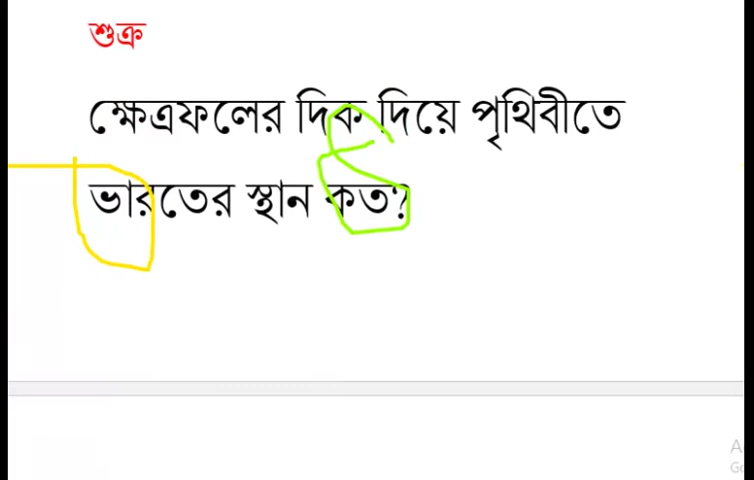 শুক্র
ক্ষেত্রফলের দিক দিয়ে পৃথিবীতে
ভারতের স্থান কত?